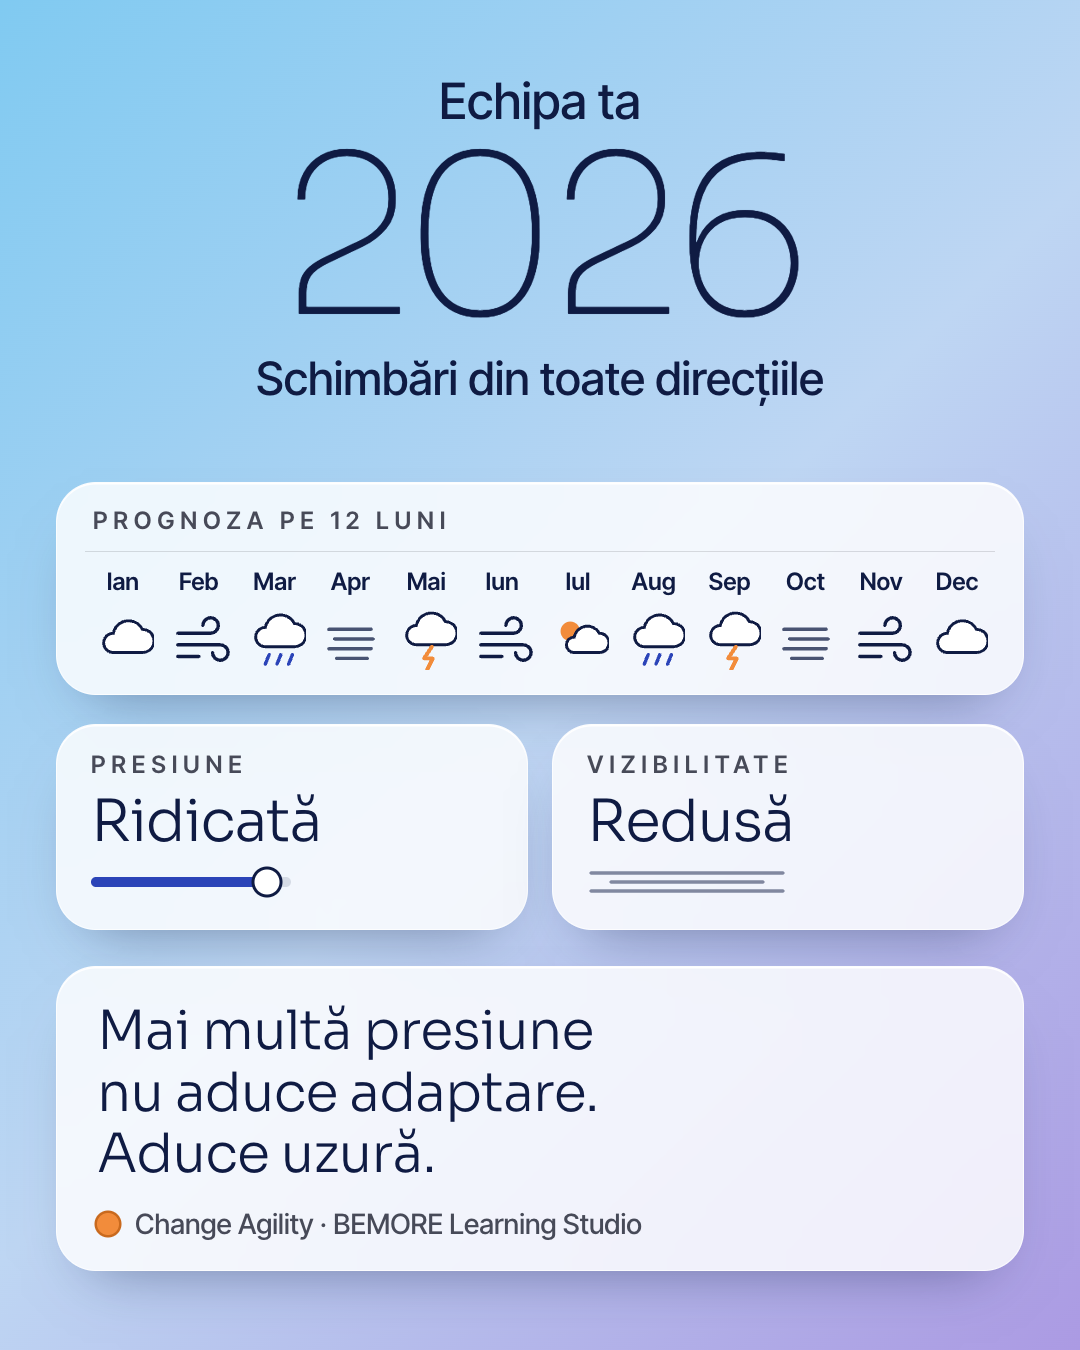 Echipa ta
2026
Schimbări din toate direcțiile
PROGNOZA PE 12 LUNI
Ian Feb Mar Apr Mai Iun Iul Aug Sep Oct Nov Dec
PRESIUNE
Ridicată
VIZIBILITATE
Redusă
Mai multă presiune
nu aduce adaptare.
Aduce uzură.
Change Agility · BEMORE Learning Studio